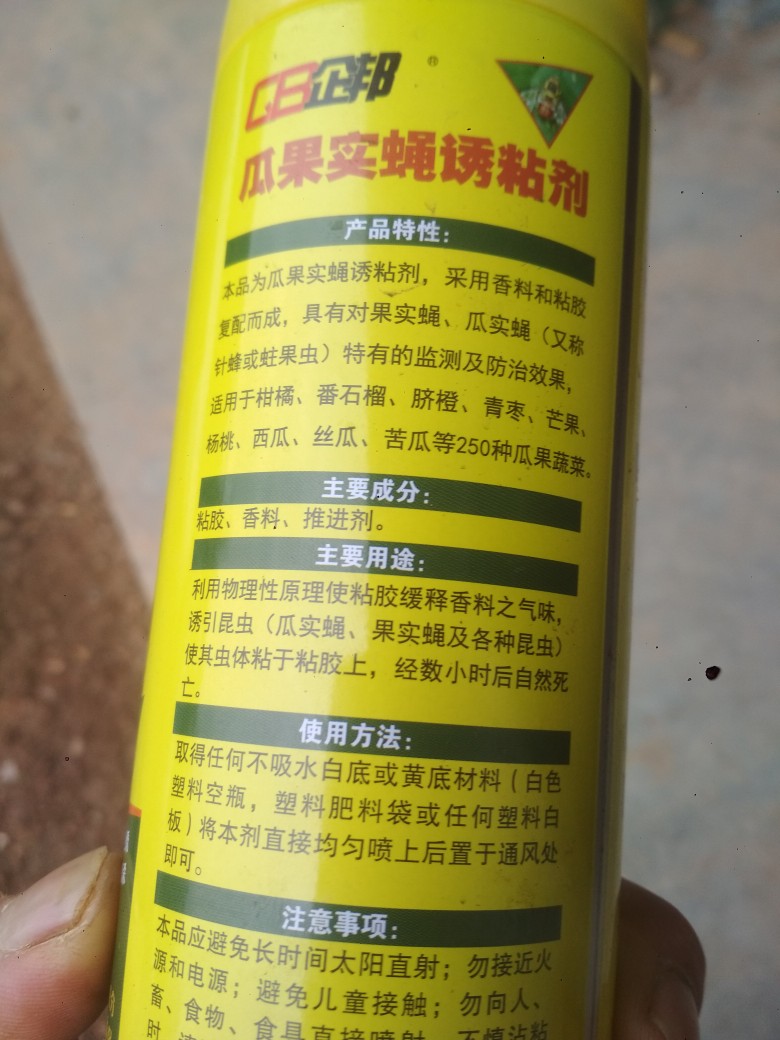 QB企邦®
瓜果实蝇诱粘剂
产品特性：
本品为瓜果实蝇诱粘剂，采用香料和粘胶
复配而成，具有对果实蝇、瓜实蝇（又称
针蜂或蛀果虫）特有的监测及防治效果，
适用于柑橘、番石榴、脐橙、青枣、芒果、
杨桃、西瓜、丝瓜、苦瓜等250种瓜果蔬菜。
主要成分：
粘胶、香料、推进剂。
主要用途：
利用物理性原理使粘胶缓释香料之气味，
诱引昆虫（瓜实蝇、果实蝇及各种昆虫）
使其虫体粘于粘胶上，经数小时后自然死
亡。
使用方法：
取得任何不吸水白底或黄底材料（白色
塑料空瓶，塑料肥料袋或任何塑料白
板）将本剂直接均匀喷上后置于通风处
即可。
注意事项：
本品应避免长时间太阳直射；勿接近火
源和电源；避免儿童接触；勿向人、
畜、食物、食具直接喷射，不慎沾粘
时